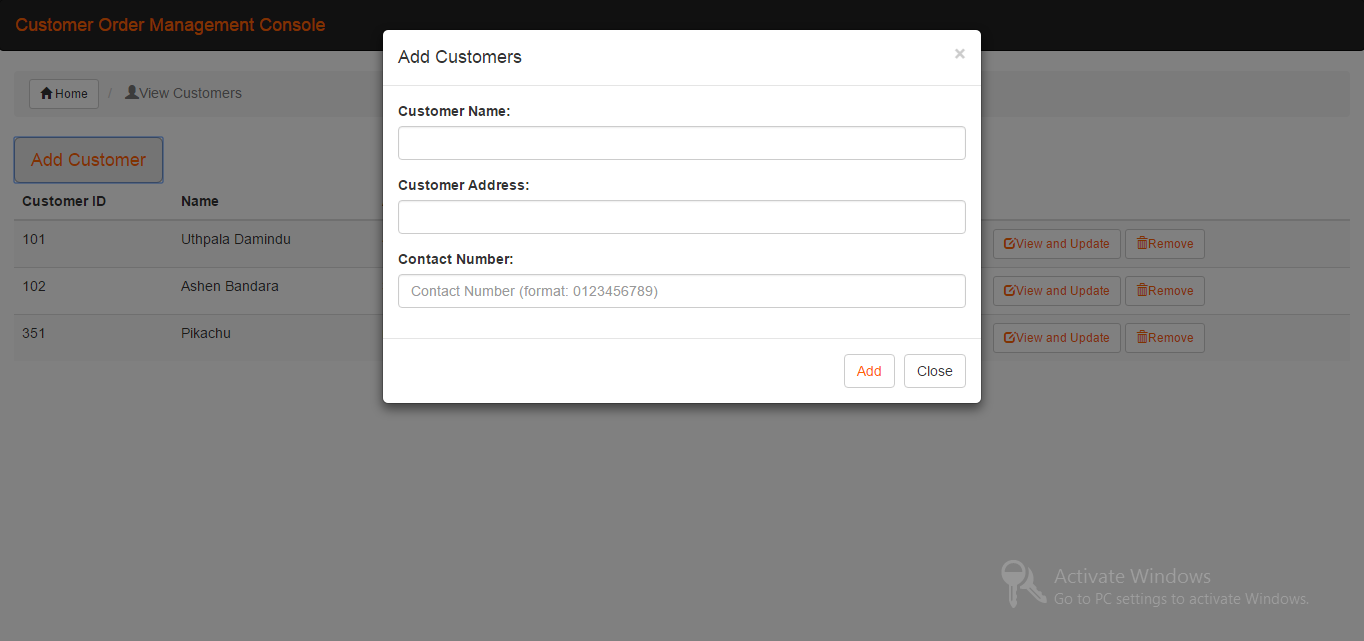 Customer Order Management Console
Home / View Customers
Add Customer
Customer ID Name
101 Uthpala Damindu View and Update Remove
102 Ashen Bandara View and Update Remove
351 Pikachu View and Update Remove
Add Customers ×
Customer Name:
Customer Address:
Contact Number:
Contact Number (format: 0123456789)
Add Close
Activate Windows
Go to PC settings to activate Windows.